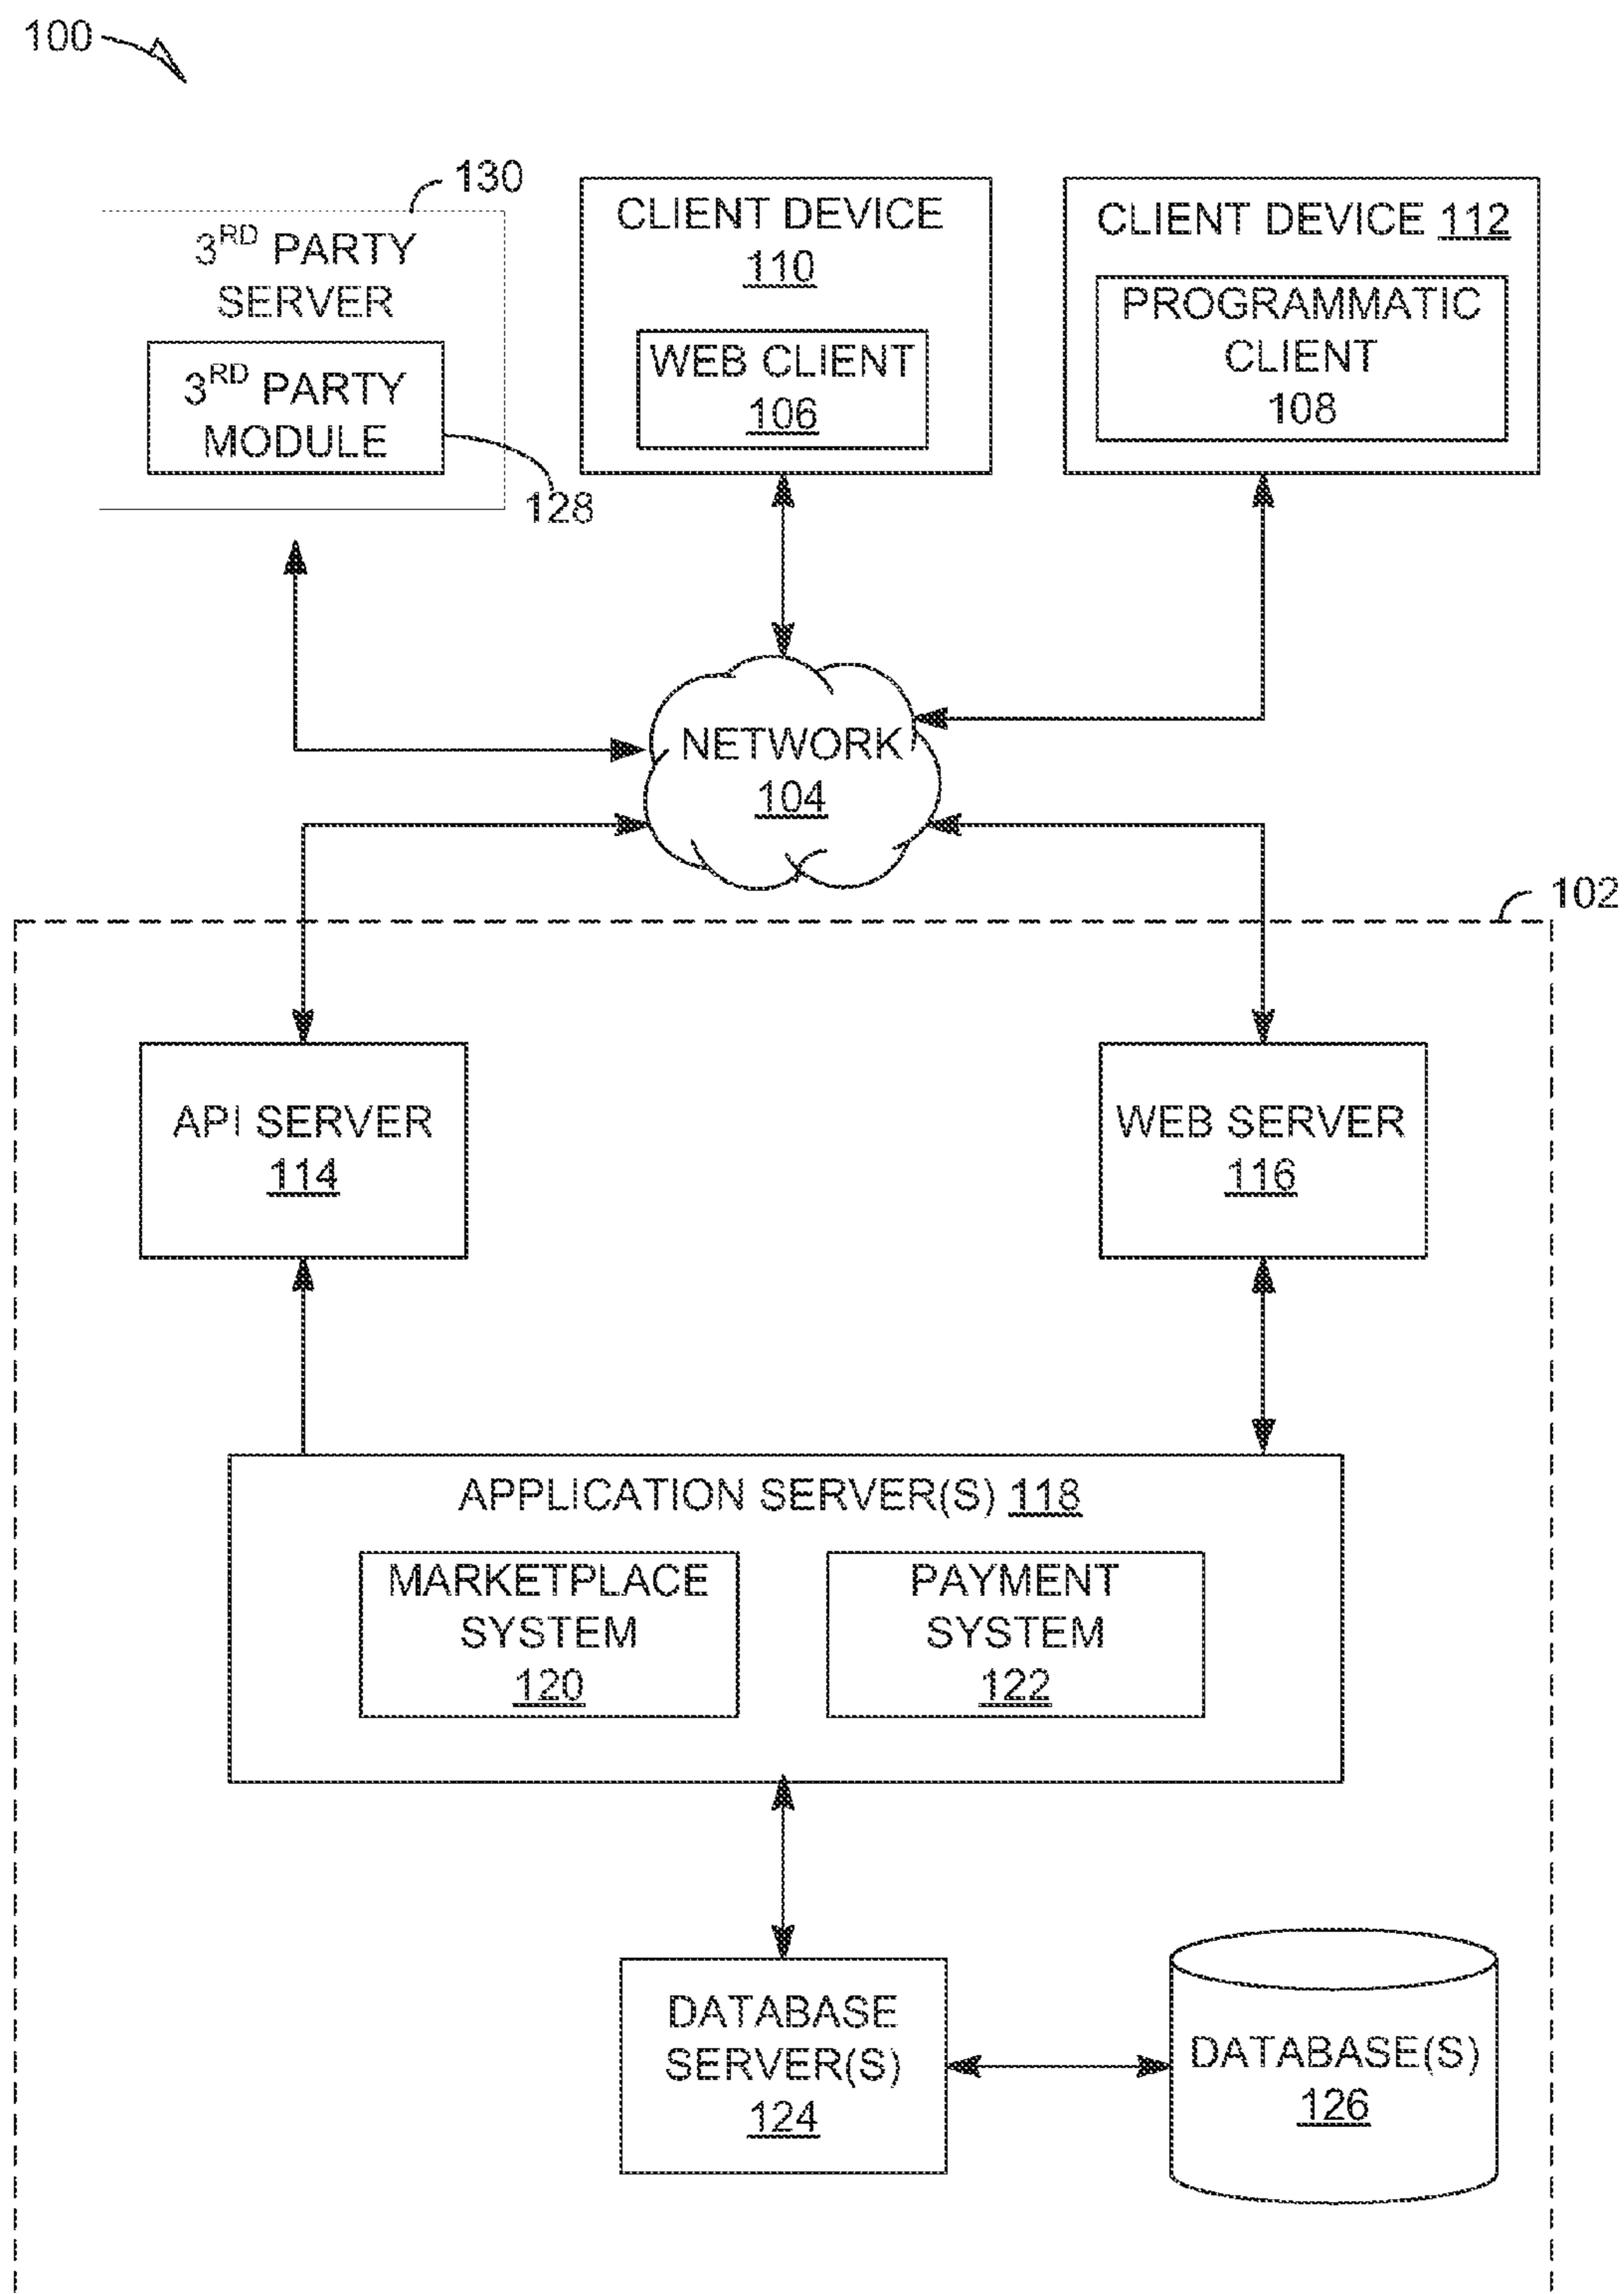 100
130
3RD PARTY
SERVER
3RD PARTY
MODULE
128
CLIENT DEVICE
110
WEB CLIENT
106
CLIENT DEVICE 112
PROGRAMMATIC
CLIENT
108
NETWORK
104
102
API SERVER
114
WEB SERVER
116
APPLICATION SERVER(S) 118
MARKETPLACE
SYSTEM
120
PAYMENT
SYSTEM
122
DATABASE
SERVER(S)
124
DATABASE(S)
126